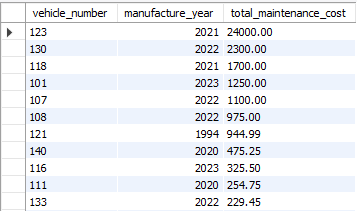 vehicle_number manufacture_year total_maintenance_cost
123 2021 24000.00
130 2022 2300.00
118 2021 1700.00
101 2023 1250.00
107 2022 1100.00
108 2022 975.00
121 1994 944.99
140 2020 475.25
116 2023 325.50
111 2020 254.75
133 2022 229.45